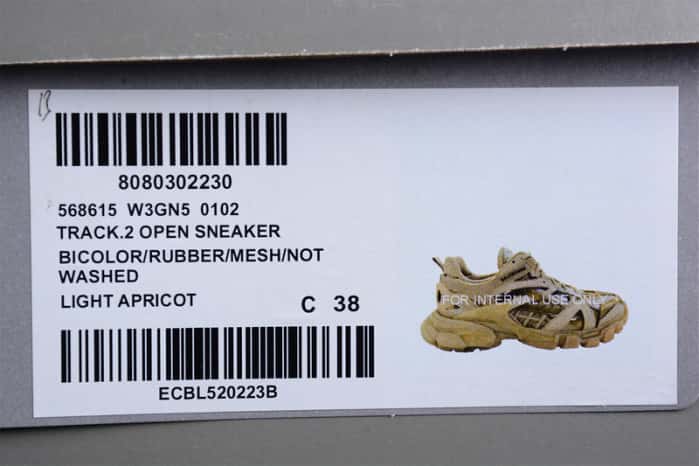 8080302230
568615 W3GN5 0102
TRACK.2 OPEN SNEAKER
BICOLOR/RUBBER/MESH/NOT
WASHED
LIGHT APRICOT
C 38
FOR INTERNAL USE ONLY
ECBL520223B